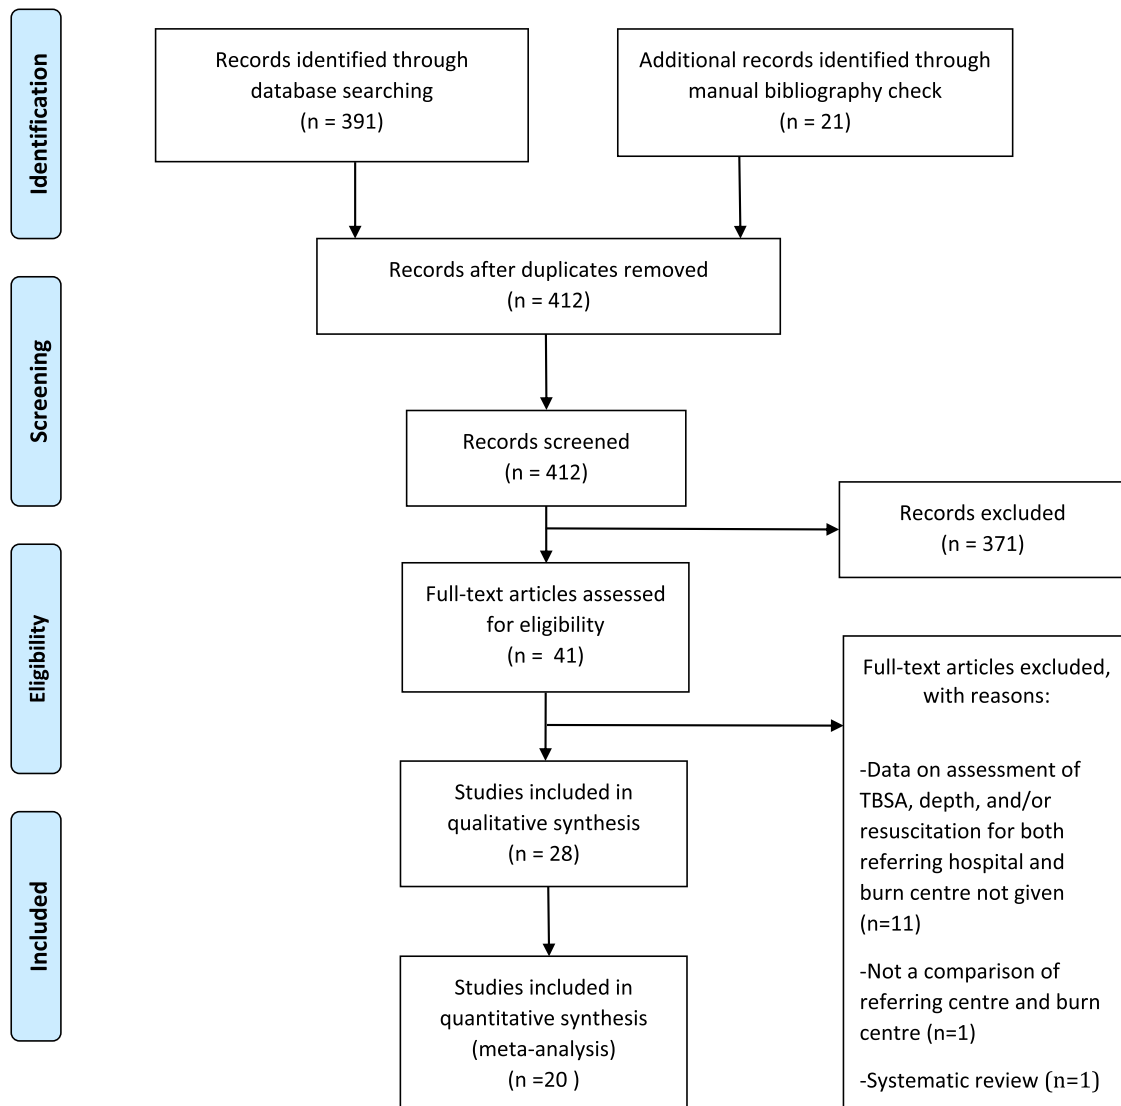 Identification
Records identified through
database searching
(n = 391)
Additional records identified through
manual bibliography check
(n = 21)
Records after duplicates removed
(n = 412)
Screening
Records screened
(n = 412)
Records excluded
(n = 371)
Eligibility
Full-text articles assessed
for eligibility
(n = 41)
Full-text articles excluded,
with reasons:
-Data on assessment of
TBSA, depth, and/or
resuscitation for both
referring hospital and
burn centre not given
(n=11)
-Not a comparison of
referring centre and burn
centre (n=1)
-Systematic review (n=1)
Studies included in
qualitative synthesis
(n = 28)
Included
Studies included in
quantitative synthesis
(meta-analysis)
(n =20 )